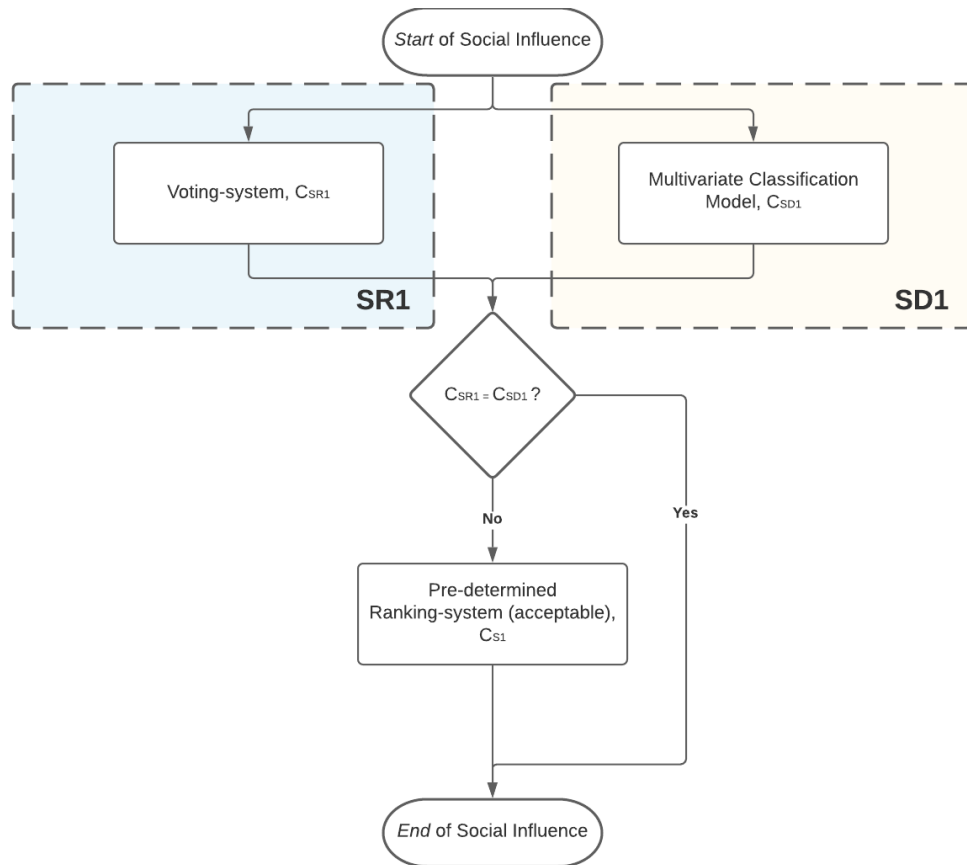 Start of Social Influence
Voting-system, CSR1
Multivariate Classification
Model, CSD1
SR1
SD1
CSR1 = CSD1 ?
No
Yes
Pre-determined
Ranking-system (acceptable),
CS1
End of Social Influence